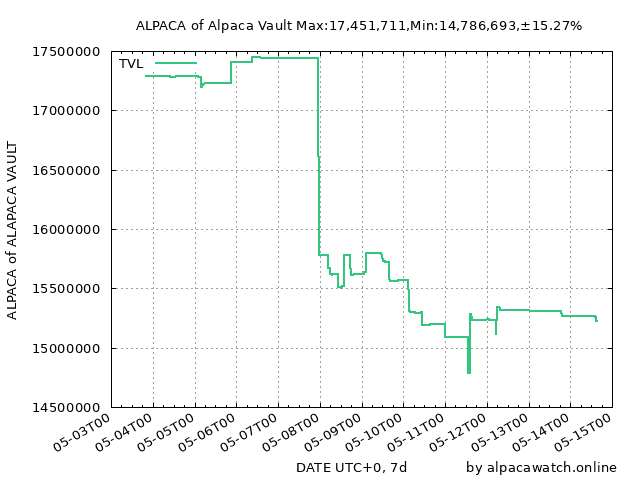 ALPACA of Alpaca Vault Max:17,451,711,Min:14,786,693,±15.27%
TVL
17500000
17000000
16500000
16000000
15500000
15000000
14500000
ALPACA of ALAPACA VAULT
05-03T00
05-04T00
05-05T00
05-06T00
05-07T00
05-08T00
05-09T00
05-10T00
05-11T00
05-12T00
05-13T00
05-14T00
05-15T00
DATE UTC+0, 7d
by alpacawatch.online